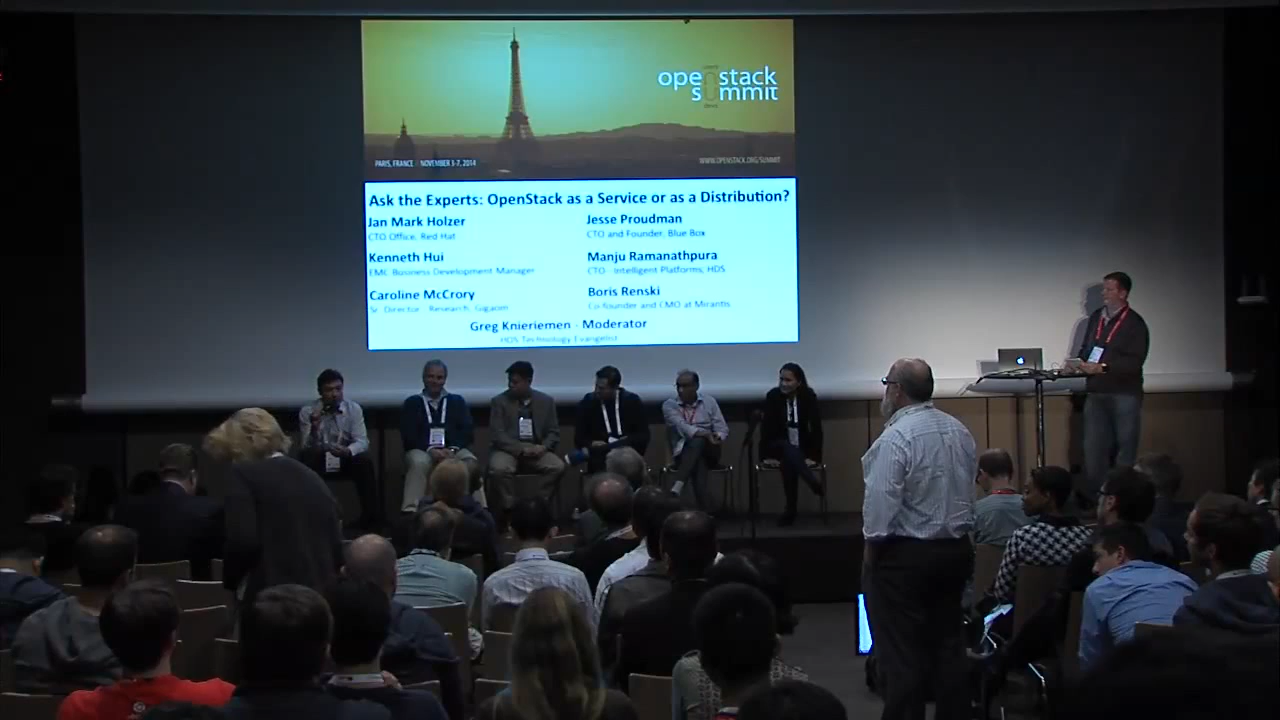 openstack
summit
PARIS, FRANCE NOVEMBER 3-7, 2014
WWW.OPENSTACK.ORG/SUMMIT
Ask the Experts: OpenStack as a Service or as a Distribution?
Jan Mark Holzer
CTO Office, Red Hat
Jesse Proudman
CTO and Founder, Blue Box
Kenneth Hui
EMC Business Development Manager
Manju Ramanathpura
CTO - Intelligent Platforms, HDS
Caroline McCrory
Sr. Director - Research, Gigaom
Boris Renski
Co-founder and CMO at Mirantis
Greg Knieriemen - Moderator
HDS Technology Evangelist